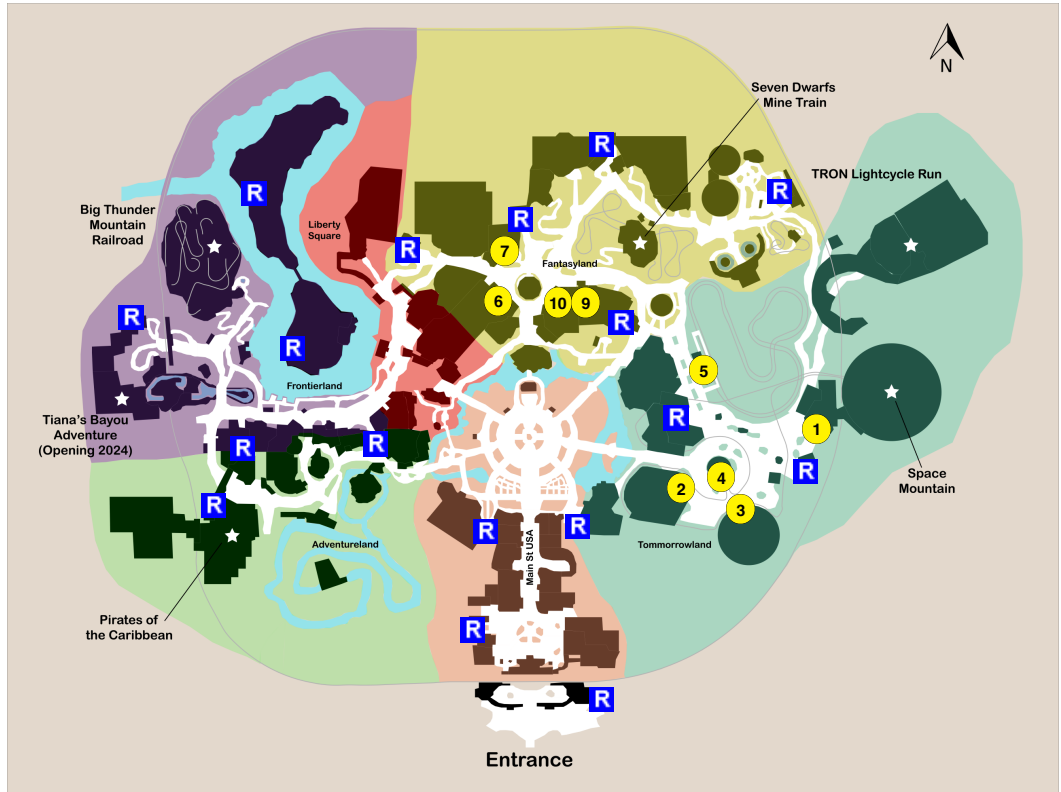 N
Seven Dwarfs
Mine Train
R
TRON Lightcycle Run
R
R
Big Thunder
Mountain
Railroad
Liberty
Square
R
R
7
Fantasyland
6
10
9
R
R
R
5
Frontierland
Tiana's Bayou
Adventure
(Opening 2024)
R
1
R
R
R
Space
Mountain
4
2
3
R
R
R
Main St USA
Adventureland
Tommorrowland
Pirates of
the Caribbean
R
R
Entrance